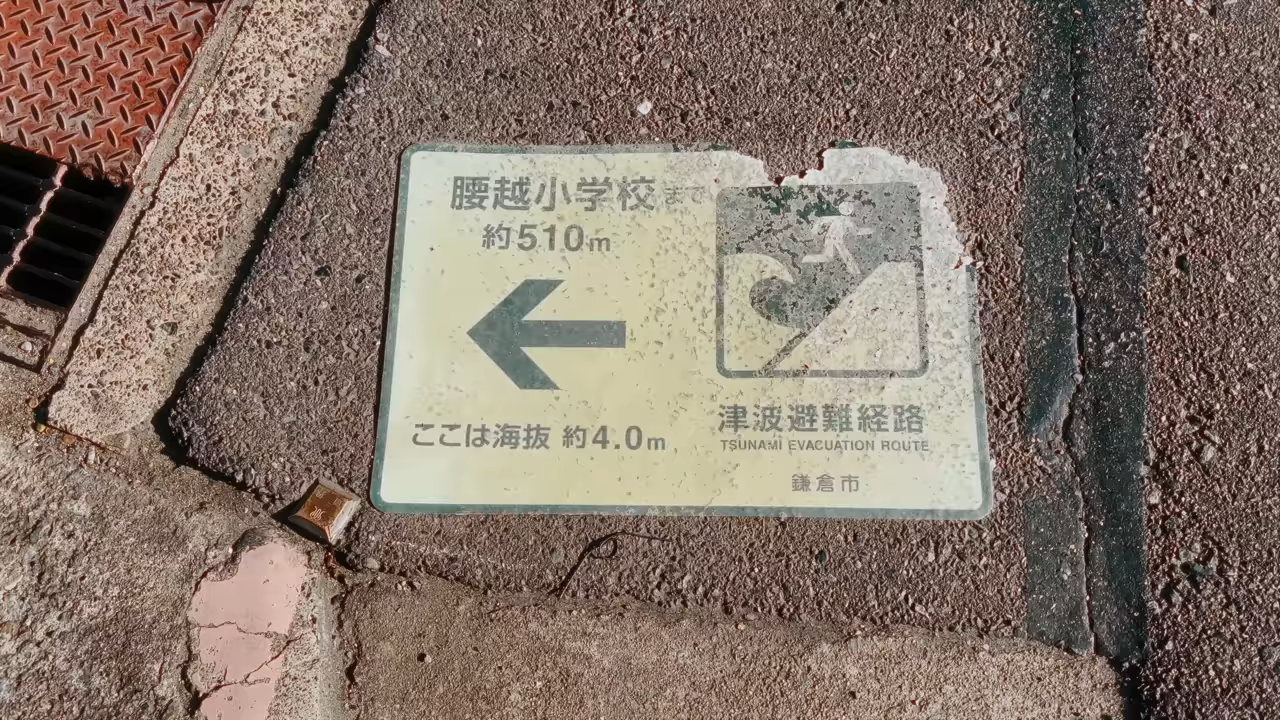 腰越小学校まで
約510m
ここは海抜 約4.0m
津波避難経路
TSUNAMI EVACUATION ROUTE
鎌倉市